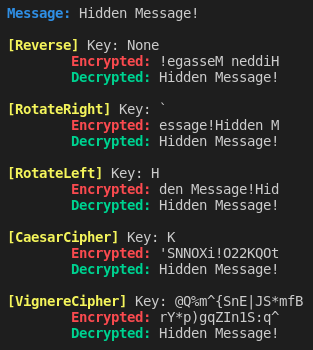 Message: Hidden Message!
[Reverse] Key: None
Encrypted: !egasseM neddiH
Decrypted: Hidden Message!
[RotateRight] Key: `
Encrypted: essage!Hidden M
Decrypted: Hidden Message!
[RotateLeft] Key: H
Encrypted: den Message!Hid
Decrypted: Hidden Message!
[CaesarCipher] Key: K
Encrypted: 'SNNOXi!O22KQOt
Decrypted: Hidden Message!
[VignereCipher] Key: @Q%m^{SnE|JS*mfB
Encrypted: rY*p)gqZIn1S:q^
Decrypted: Hidden Message!